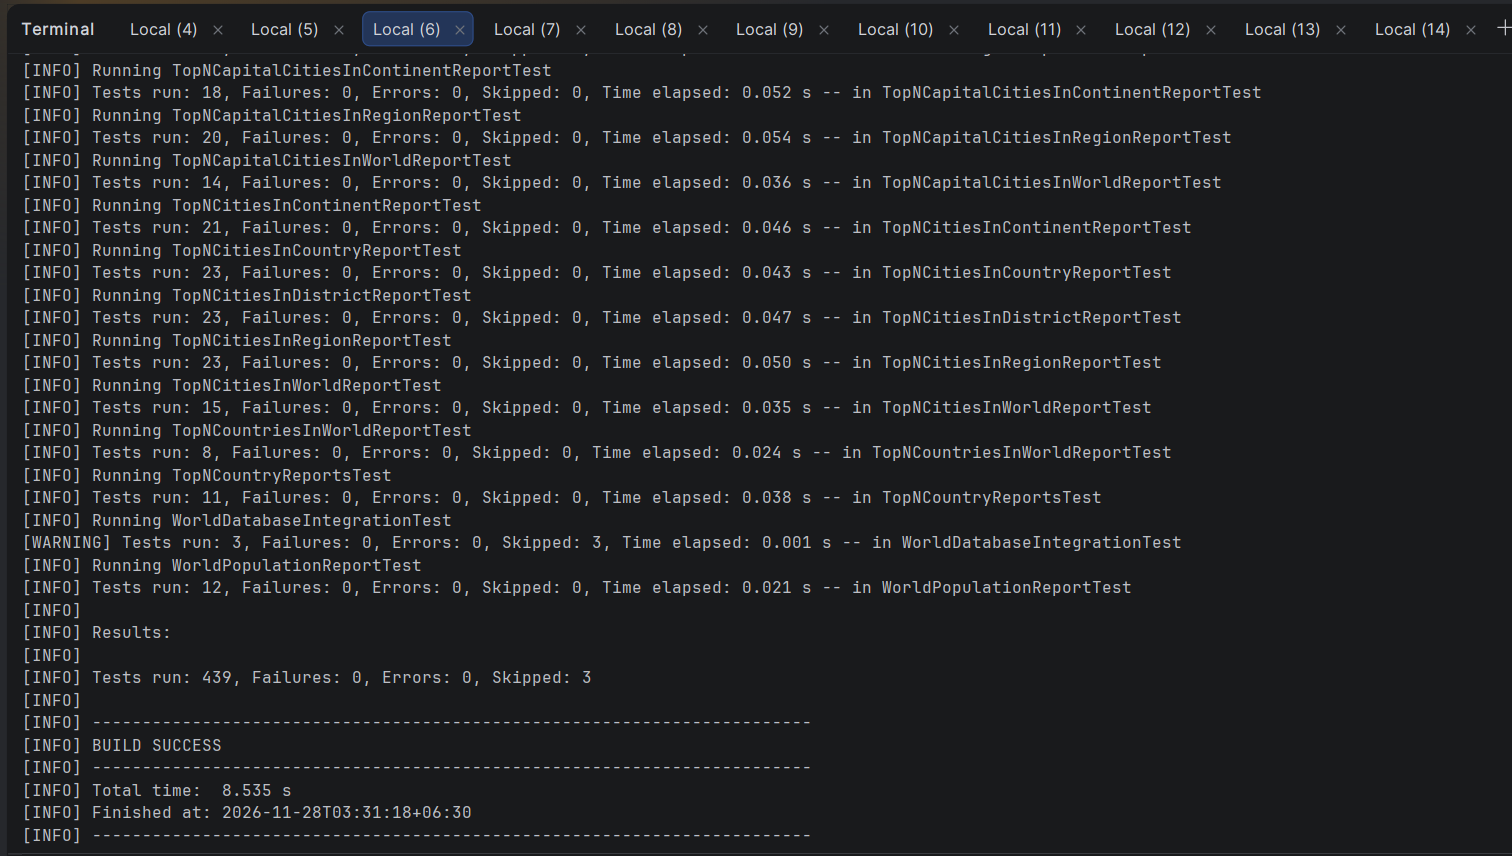 Terminal Local (4) × Local (5) × Local (6) × Local (7) × Local (8) × Local (9) × Local (10) × Local (11) × Local (12) × Local (13) × Local (14) × +
[INFO] Running TopNCapitalCitiesInContinentReportTest
[INFO] Tests run: 18, Failures: 0, Errors: 0, Skipped: 0, Time elapsed: 0.052 s -- in TopNCapitalCitiesInContinentReportTest
[INFO] Running TopNCapitalCitiesInRegionReportTest
[INFO] Tests run: 20, Failures: 0, Errors: 0, Skipped: 0, Time elapsed: 0.054 s -- in TopNCapitalCitiesInRegionReportTest
[INFO] Running TopNCapitalCitiesInWorldReportTest
[INFO] Tests run: 14, Failures: 0, Errors: 0, Skipped: 0, Time elapsed: 0.036 s -- in TopNCapitalCitiesInWorldReportTest
[INFO] Running TopNCitiesInContinentReportTest
[INFO] Tests run: 21, Failures: 0, Errors: 0, Skipped: 0, Time elapsed: 0.046 s -- in TopNCitiesInContinentReportTest
[INFO] Running TopNCitiesInCountryReportTest
[INFO] Tests run: 23, Failures: 0, Errors: 0, Skipped: 0, Time elapsed: 0.043 s -- in TopNCitiesInCountryReportTest
[INFO] Running TopNCitiesInDistrictReportTest
[INFO] Tests run: 23, Failures: 0, Errors: 0, Skipped: 0, Time elapsed: 0.047 s -- in TopNCitiesInDistrictReportTest
[INFO] Running TopNCitiesInRegionReportTest
[INFO] Tests run: 23, Failures: 0, Errors: 0, Skipped: 0, Time elapsed: 0.050 s -- in TopNCitiesInRegionReportTest
[INFO] Running TopNCitiesInWorldReportTest
[INFO] Tests run: 15, Failures: 0, Errors: 0, Skipped: 0, Time elapsed: 0.035 s -- in TopNCitiesInWorldReportTest
[INFO] Running TopNCountriesInWorldReportTest
[INFO] Tests run: 8, Failures: 0, Errors: 0, Skipped: 0, Time elapsed: 0.024 s -- in TopNCountriesInWorldReportTest
[INFO] Running TopNCountryReportsTest
[INFO] Tests run: 11, Failures: 0, Errors: 0, Skipped: 0, Time elapsed: 0.038 s -- in TopNCountryReportsTest
[INFO] Running WorldDatabaseIntegrationTest
[WARNING] Tests run: 3, Failures: 0, Errors: 0, Skipped: 3, Time elapsed: 0.001 s -- in WorldDatabaseIntegrationTest
[INFO] Running WorldPopulationReportTest
[INFO] Tests run: 12, Failures: 0, Errors: 0, Skipped: 0, Time elapsed: 0.021 s -- in WorldPopulationReportTest
[INFO]
[INFO] Results:
[INFO]
[INFO] Tests run: 439, Failures: 0, Errors: 0, Skipped: 3
[INFO]
[INFO] ------------------------------------------------------------------------
[INFO] BUILD SUCCESS
[INFO] ------------------------------------------------------------------------
[INFO] Total time:  8.535 s
[INFO] Finished at: 2026-11-28T03:31:18+06:30
[INFO] ------------------------------------------------------------------------